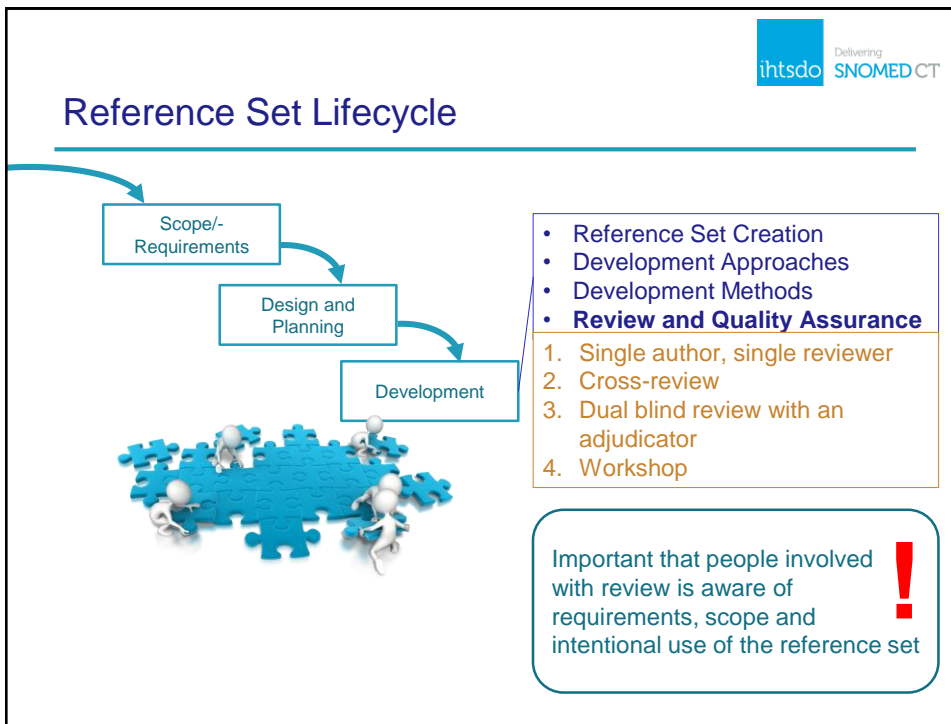 ihtsdo
Delivering
SNOMED CT
Reference Set Lifecycle
Scope/-
Requirements
Design and
Planning
Development
• Reference Set Creation
• Development Approaches
• Development Methods
• Review and Quality Assurance
1. Single author, single reviewer
2. Cross-review
3. Dual blind review with an
adjudicator
4. Workshop
Important that people involved
with review is aware of
requirements, scope and
intentional use of the reference set
!